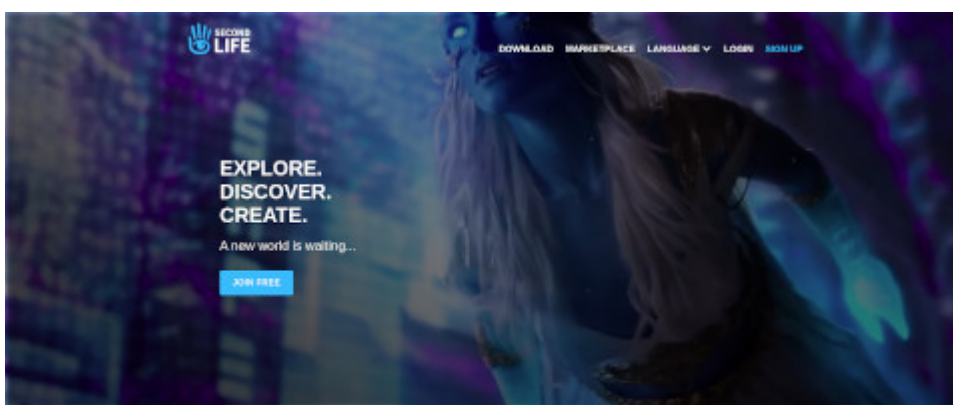 SECOND
LIFE
DOWNLOAD MARKETPLACE LANGUAGE LOGIN SIGN UP
EXPLORE.
DISCOVER.
CREATE.
A new world is waiting...
JOIN FREE